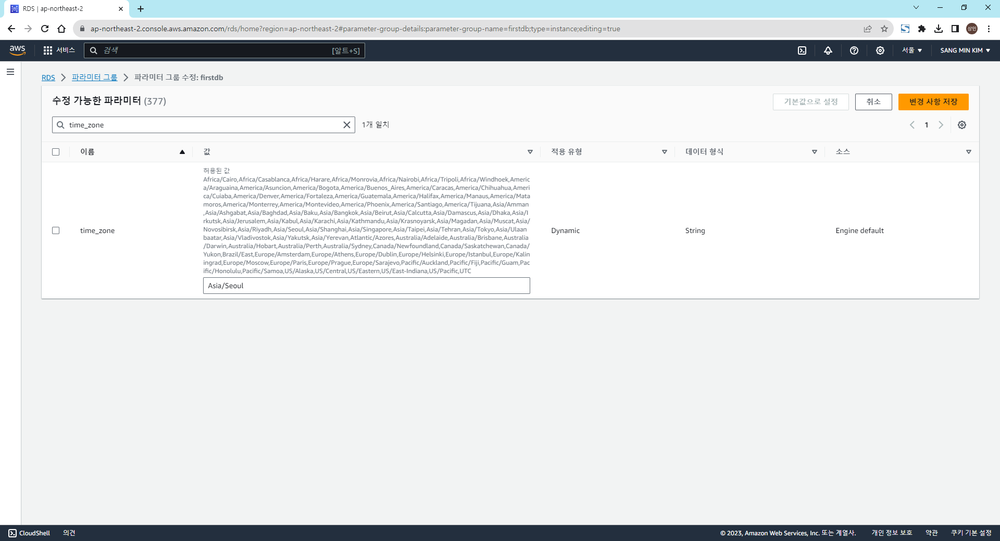 RDS | ap-northeast-2
ap-northeast-2.console.aws.amazon.com/rds/home?region=ap-northeast-2#parameter-group-details:parameter-group-name=firstdb;type=instance;editing=true
상민
aws
서비스
검색
[알트+S]
서울
SANG MIN KIM
RDS
파라미터 그룹
파라미터 그룹 수정: firstdb
수정 가능한 파라미터 (377)
기본값으로 설정
취소
변경 사항 저장
time_zone
1개 일치
1
이름
값
적용 유형
데이터 형식
소스
time_zone
허용된 값
Africa/Cairo,Africa/Casablanca,Africa/Harare,Africa/Monrovia,Africa/Nairobi,Africa/Tripoli,Africa/Windhoek,Americ
a/Araguaina,America/Asuncion,America/Bogota,America/Buenos_Aires,America/Caracas,America/Chihuahua,Ameri
ca/Cuiaba,America/Denver,America/Fortaleza,America/Guatemala,America/Halifax,America/Manaus,America/Mata
moros,America/Monterrey,America/Montevideo,America/Phoenix,America/Santiago,America/Tijuana,Asia/Amman
,Asia/Ashgabat,Asia/Baghdad,Asia/Baku,Asia/Bangkok,Asia/Beirut,Asia/Calcutta,Asia/Damascus,Asia/Dhaka,Asia/I
rkutsk,Asia/Jerusalem,Asia/Kabul,Asia/Karachi,Asia/Kathmandu,Asia/Krasnoyarsk,Asia/Magadan,Asia/Muscat,Asia/
Novosibirsk,Asia/Riyadh,Asia/Seoul,Asia/Shanghai,Asia/Singapore,Asia/Taipei,Asia/Tehran,Asia/Tokyo,Asia/Ulaan
baatar,Asia/Vladivostok,Asia/Yakutsk,Asia/Yerevan,Atlantic/Azores,Australia/Adelaide,Australia/Brisbane,Australia
/Darwin,Australia/Hobart,Australia/Perth,Australia/Sydney,Canada/Newfoundland,Canada/Saskatchewan,Canada/
Yukon,Brazil/East,Europe/Amsterdam,Europe/Athens,Europe/Dublin,Europe/Helsinki,Europe/Istanbul,Europe/Kalin
ingrad,Europe/Moscow,Europe/Paris,Europe/Prague,Europe/Sarajevo,Pacific/Auckland,Pacific/Fiji,Pacific/Guam,Pac
ific/Honolulu,Pacific/Samoa,US/Alaska,US/Central,US/Eastern,US/East-Indiana,US/Pacific,UTC
Asia/Seoul
Dynamic
String
Engine default
CloudShell
의견
© 2023, Amazon Web Services, Inc. 또는 계열사.
개인 정보 보호
약관
쿠키 기본 설정